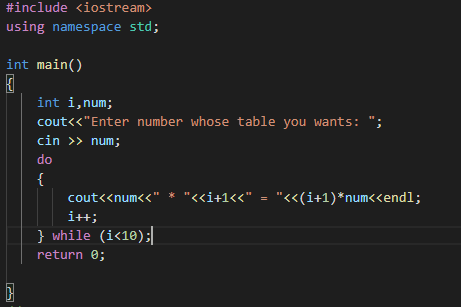 #include <iostream>
using namespace std;
int main()
{
int i,num;
cout<<"Enter number whose table you wants: ";
cin >> num;
do
{
cout<<num<<" * "<<i+1<<" = "<<(i+1)*num<<endl;
i++;
} while (i<10);
return 0;
}